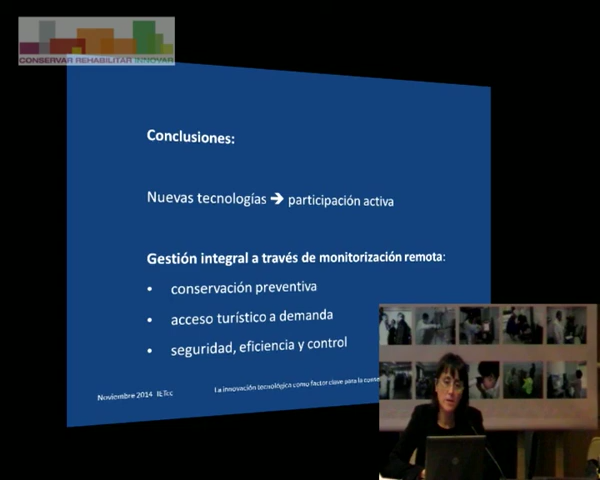 CONSERVAR REHABILITAR INNOVAR
Conclusiones:
Nuevas tecnologías ➔ participación activa
Gestión integral a través de monitorización remota:
• conservación preventiva
• acceso turístico a demanda
• seguridad, eficiencia y control
Noviembre 2014 IETcc
La innovación tecnológica como factor clave para la